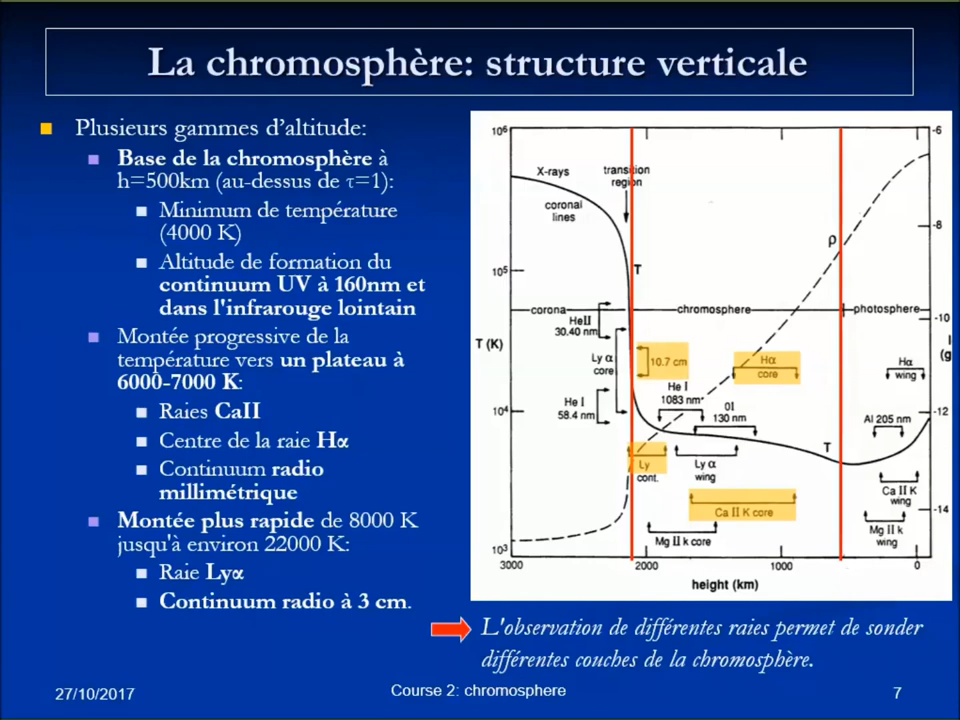 La chromosphère: structure verticale
Plusieurs gammes d'altitude:
Base de la chromosphère à
h=500km (au-dessus de τ=1):
Minimum de température
(4000 K)
Altitude de formation du
continuum UV à 160nm et
dans l'infrarouge lointain
Montée progressive de la
température vers un plateau à
6000-7000 K:
Raies CaII
Centre de la raie Hα
Continuum radio
millimétrique
Montée plus rapide de 8000 K
jusqu'à environ 22000 K:
Raie Lyα
Continuum radio à 3 cm.
10⁶
-6
X-rays
transition
region
coronal
lines
-8
ρ
T
10⁵
corona
chromosphere
photosphere
-10
HeII
30.40 nm
T (K)
Ly α
core
10.7 cm
Hα
core
Hα
wing
He I
1083 nm
He I
58.4 nm
OI
130 nm
10⁴
-12
Al 205 nm
T
Ly
cont.
Ly α
wing
Ca II K
wing
Ca II K core
-14
Mg II k core
Mg II k
wing
10³
3000
2000
1000
0
height (km)
L'observation de différentes raies permet de sonder
différentes couches de la chromosphère.
27/10/2017
Course 2: chromosphere
7